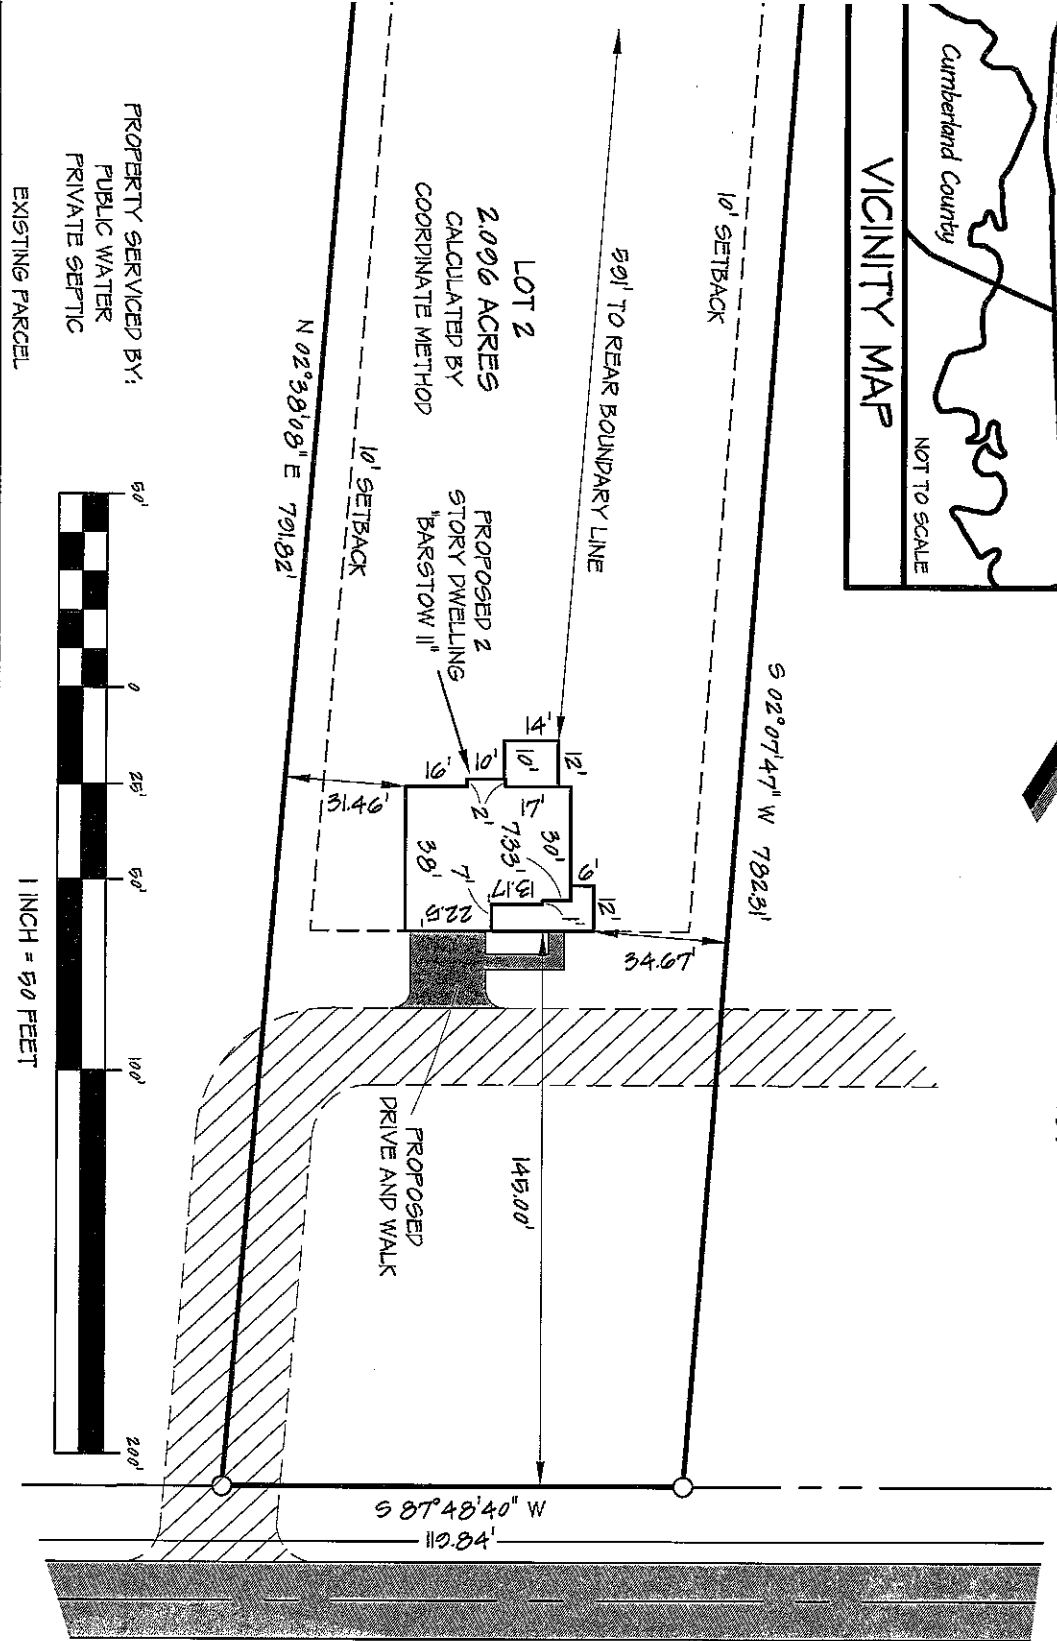 Cumberland County
NOT TO SCALE
VICINITY MAP
10' SETBACK
S 02°07'47" W 782.31'
591' TO REAR BOUNDARY LINE
LOT 2
2.096 ACRES
CALCULATED BY
COORDINATE METHOD
PROPOSED 2
STORY DWELLING
"BARSTOW II"
14'
12'
10'
10'
16'
2'
17'
30'
7.33'
6'
12'
1'
13.17'
7'
38'
22.5'
31.46'
34.67'
10' SETBACK
N 02°38'08" E 791.82'
145.00'
PROPOSED
DRIVE AND WALK
S 87°48'40" W
119.84'
PROPERTY SERVICED BY:
PUBLIC WATER
PRIVATE SEPTIC
EXISTING PARCEL
50'
0
25'
50'
100'
200'
1 INCH = 50 FEET